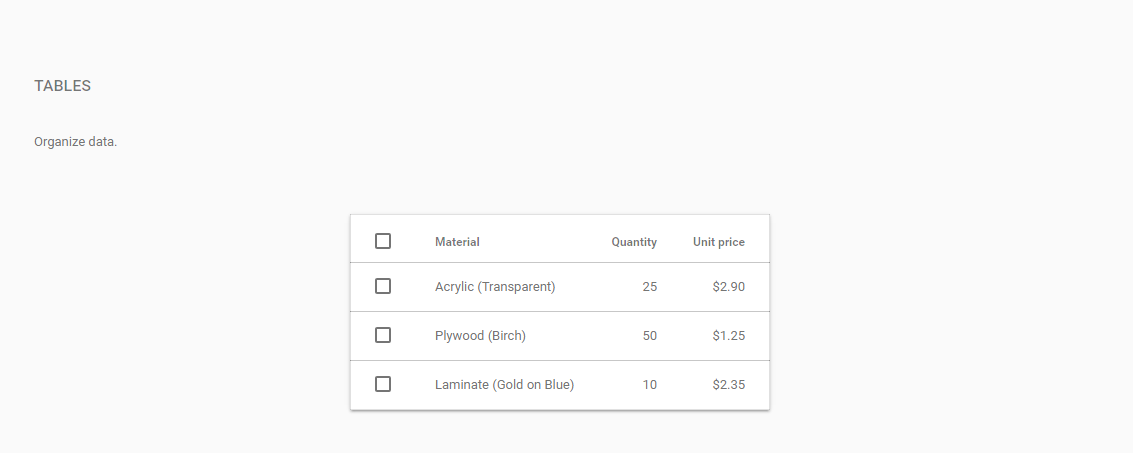 TABLES
Organize data.
Material Quantity Unit price
Acrylic (Transparent) 25 $2.90
Plywood (Birch) 50 $1.25
Laminate (Gold on Blue) 10 $2.35